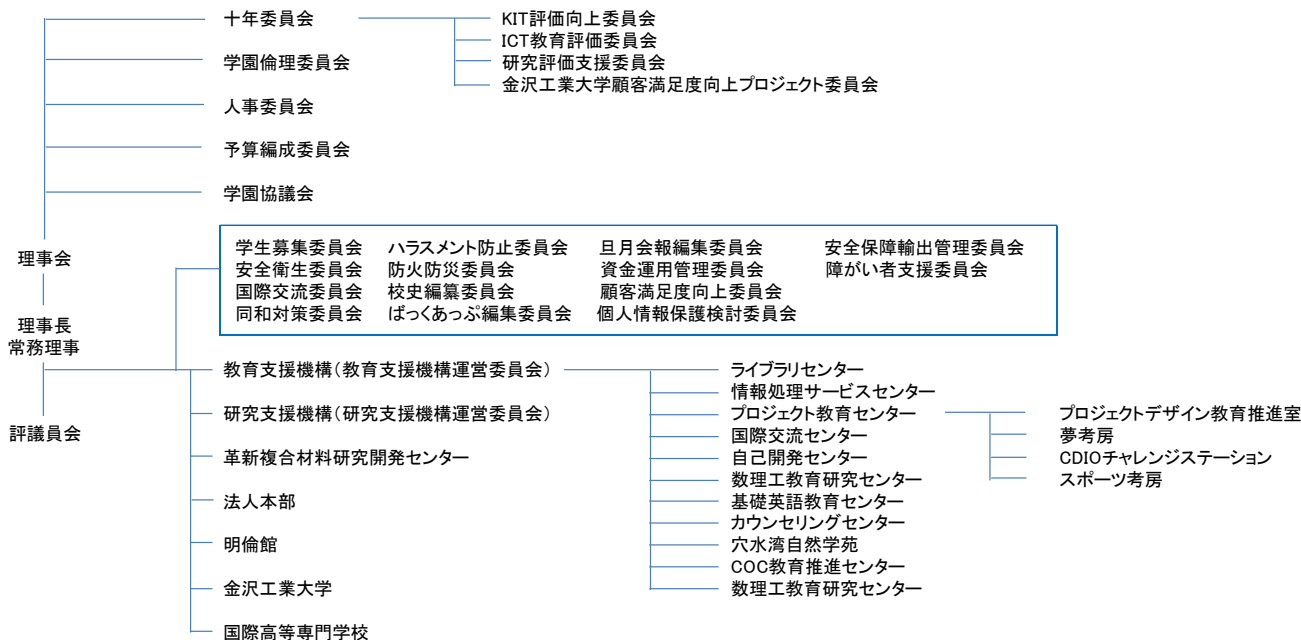 十年委員会
KIT評価向上委員会
ICT教育評価委員会
学園倫理委員会
研究評価支援委員会
金沢工業大学顧客満足度向上プロジェクト委員会
人事委員会
予算編成委員会
学園協議会
理事会
学生募集委員会 ハラスメント防止委員会 旦月会報編集委員会 安全保障輸出管理委員会
安全衛生委員会 防火防災委員会 資金運用管理委員会 障がい者支援委員会
国際交流委員会 校史編纂委員会 顧客満足度向上委員会
同和対策委員会 ぱっくあっぷ編集委員会 個人情報保護検討委員会
理事長
常務理事
教育支援機構(教育支援機構運営委員会)
ライブラリセンター
情報処理サービスセンター
研究支援機構(研究支援機構運営委員会)
プロジェクト教育センター
プロジェクトデザイン教育推進室
評議員会
国際交流センター
夢考房
革新複合材料研究開発センター
自己開発センター
CDIOチャレンジステーション
数理工教育研究センター
スポーツ考房
法人本部
基礎英語教育センター
カウンセリングセンター
明倫館
穴水湾自然学苑
COC教育推進センター
金沢工業大学
数理工教育研究センター
国際高等専門学校